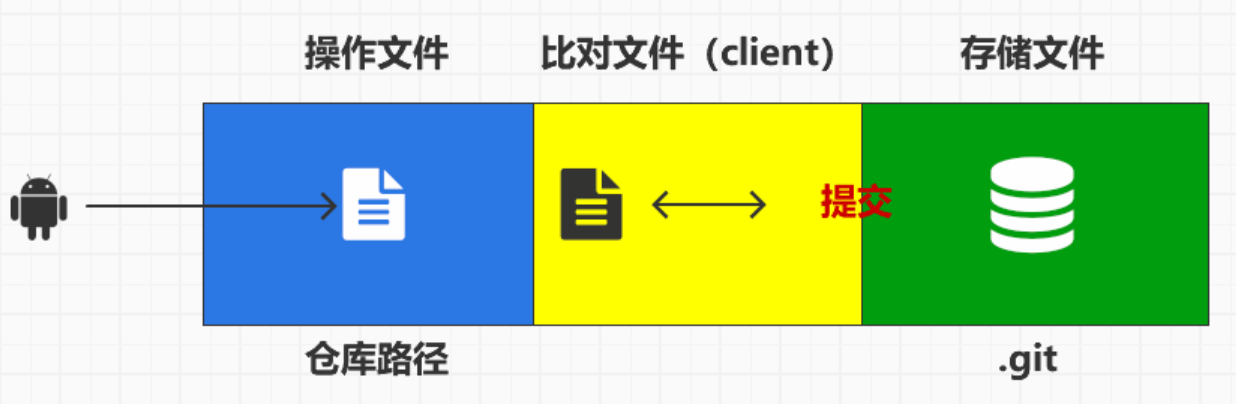 操作文件
比对文件（client）
存储文件
提交
仓库路径
.git